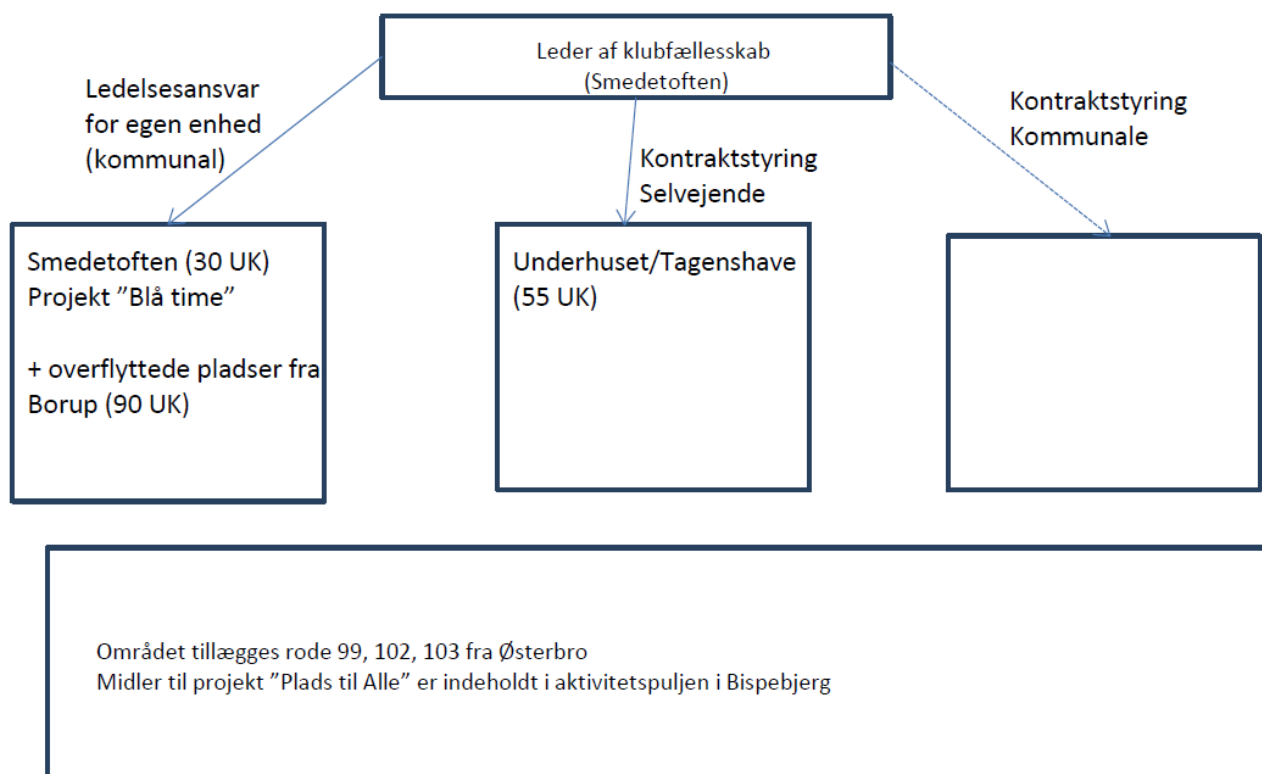 Leder af klubfællesskab
(Smedetoften)
Ledelsesansvar
for egen enhed
(kommunal)
Kontraktstyring
Selvejende
Kontraktstyring
Kommunale
Smedetoften (30 UK)
Projekt ”Blå time”
+ overflyttede pladser fra
Borup (90 UK)
Underhuset/Tagenshave
(55 UK)
Området tillægges rode 99, 102, 103 fra Østerbro
Midler til projekt ”Plads til Alle” er indeholdt i aktivitetspuljen i Bispebjerg